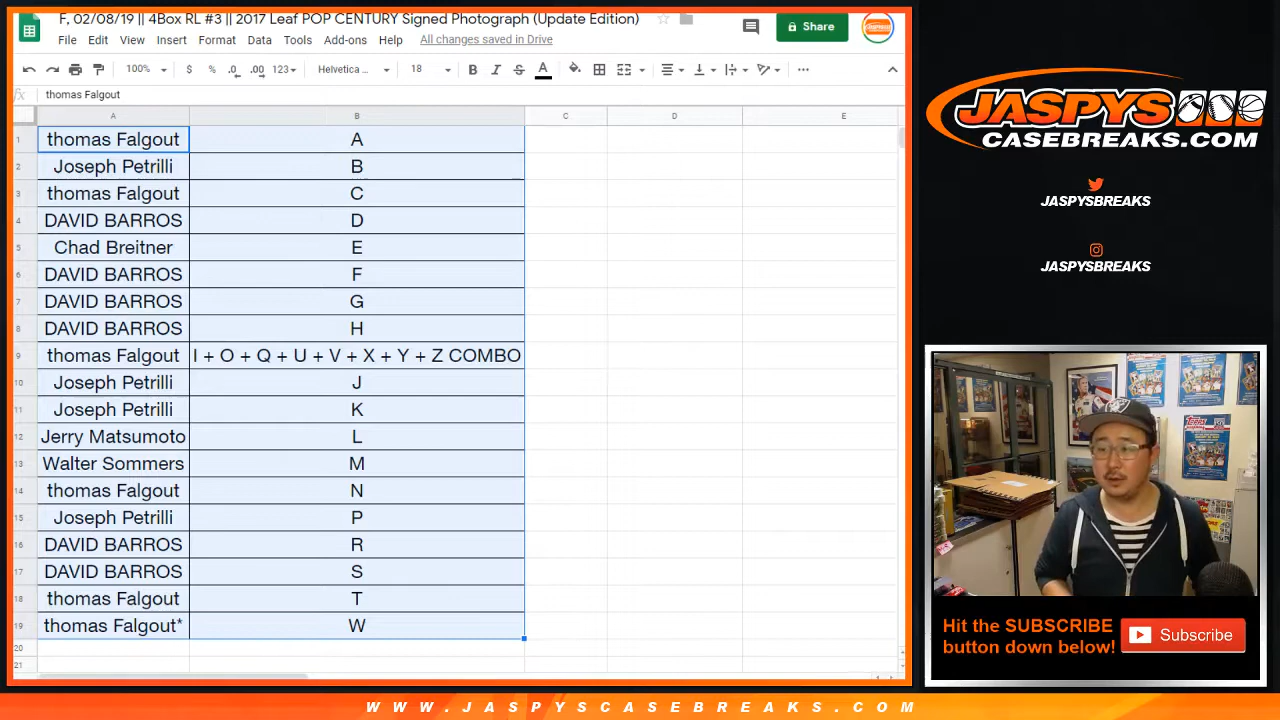 F, 02/08/19 || 4Box RL #3 || 2017 Leaf POP CENTURY Signed Photograph (Update Edition)
File Edit View Insert Format Data Tools Add-ons Help All changes saved in Drive
Share
100% $ % .0 .00 123 Helvetica ... 18 B I S A
fx thomas Falgout
A B C D E
1 thomas Falgout A
2 Joseph Petrilli B
3 thomas Falgout C
4 DAVID BARROS D
5 Chad Breitner E
6 DAVID BARROS F
7 DAVID BARROS G
8 DAVID BARROS H
9 thomas Falgout I + O + Q + U + V + X + Y + Z COMBO
10 Joseph Petrilli J
11 Joseph Petrilli K
12 Jerry Matsumoto L
13 Walter Sommers M
14 thomas Falgout N
15 Joseph Petrilli P
16 DAVID BARROS R
17 DAVID BARROS S
18 thomas Falgout T
19 thomas Falgout* W
20
21
JASPYS
CASEBREAKS.COM
JASPYSBREAKS
JASPYSBREAKS
Topps
Hit the SUBSCRIBE
button down below!
Subscribe
WWW.JASPYSCASEBREAKS.COM